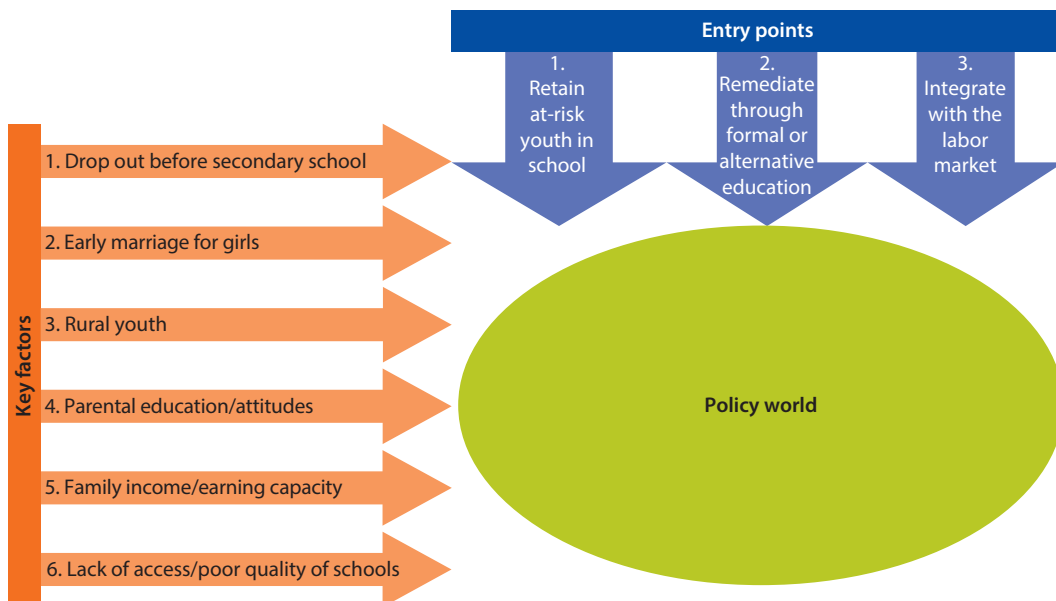 Entry points
1.
Retain
at-risk
youth in
school
2.
Remediate
through
formal or
alternative
education
3.
Integrate
with the
labor
market
Key factors
1. Drop out before secondary school
2. Early marriage for girls
3. Rural youth
4. Parental education/attitudes
5. Family income/earning capacity
6. Lack of access/poor quality of schools
Policy world